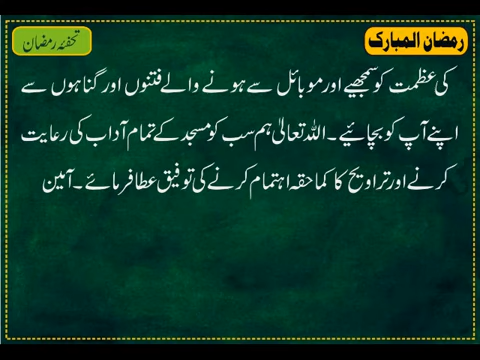 رمضان المبارک
تحفئہ رمضان
کی عظمت کو سمجھیے اور موبائل سے ہونے والے فتنوں اور گناہوں سے
اپنے آپ کو بچائیے۔ اللہ تعالیٰ ہم سب کو مسجد کے تمام آداب کی رعایت
کرنے اور تراویح کا کما حقہ اہتمام کرنے کی توفیق عطا فرمائے۔ آمین